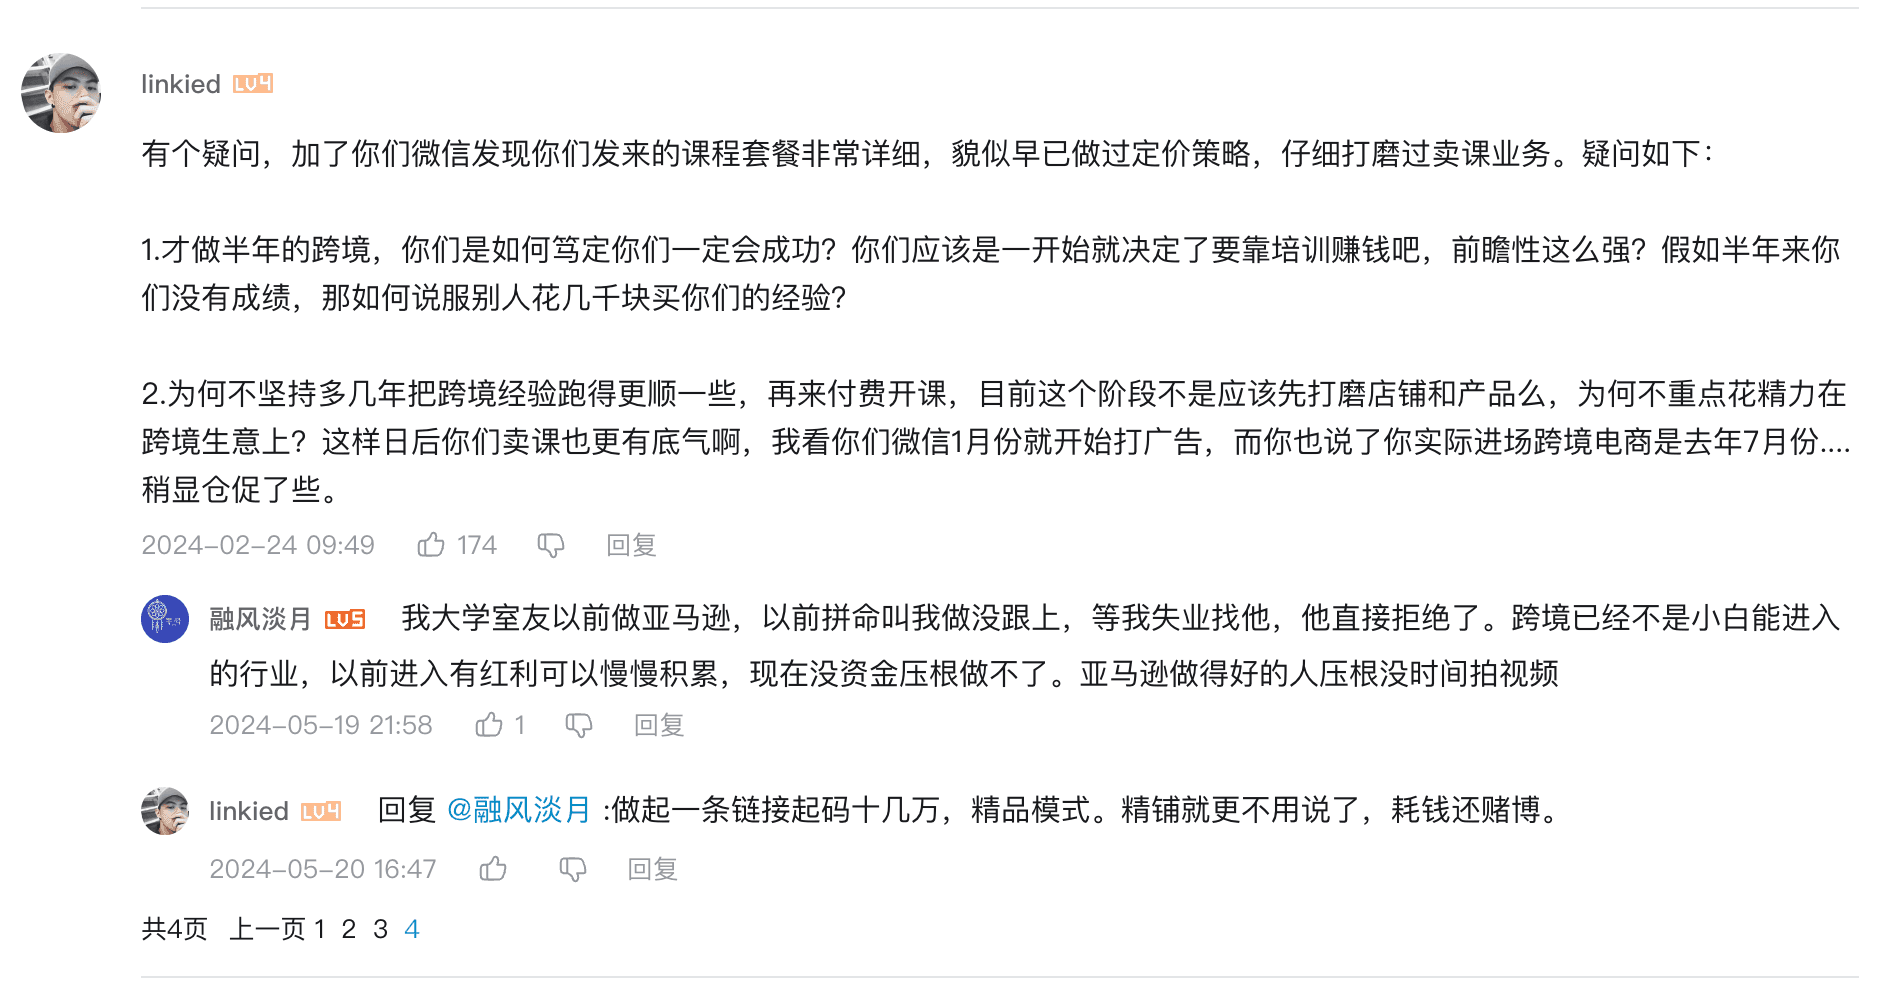 linkied LV4
有个疑问，加了你们微信发现你们发来的课程套餐非常详细，貌似早已做过定价策略，仔细打磨过卖课业务。疑问如下：
1.才做半年的跨境，你们是如何笃定你们一定会成功？你们应该是一开始就决定了要靠培训赚钱吧，前瞻性这么强？假如半年来你
们没有成绩，那如何说服别人花几千块买你们的经验？
2.为何不坚持多几年把跨境经验跑得更顺一些，再来付费开课，目前这个阶段不是应该先打磨店铺和产品么，为何不重点花精力在
跨境生意上？这样日后你们卖课也更有底气啊，我看你们微信1月份就开始打广告，而你也说了你实际进场跨境电商是去年7月份....
稍显仓促了些。
2024-02-24 09:49 174 回复
融风淡月 LV5 我大学室友以前做亚马逊，以前拼命叫我做没跟上，等我失业找他，他直接拒绝了。跨境已经不是小白能进入
的行业，以前进入有红利可以慢慢积累，现在没资金压根做不了。亚马逊做得好的人压根没时间拍视频
2024-05-19 21:58 1 回复
linkied LV4 回复 @融风淡月 :做起一条链接起码十几万，精品模式。精铺就更不用说了，耗钱还赌博。
2024-05-20 16:47 回复
共4页 上一页 1 2 3 4